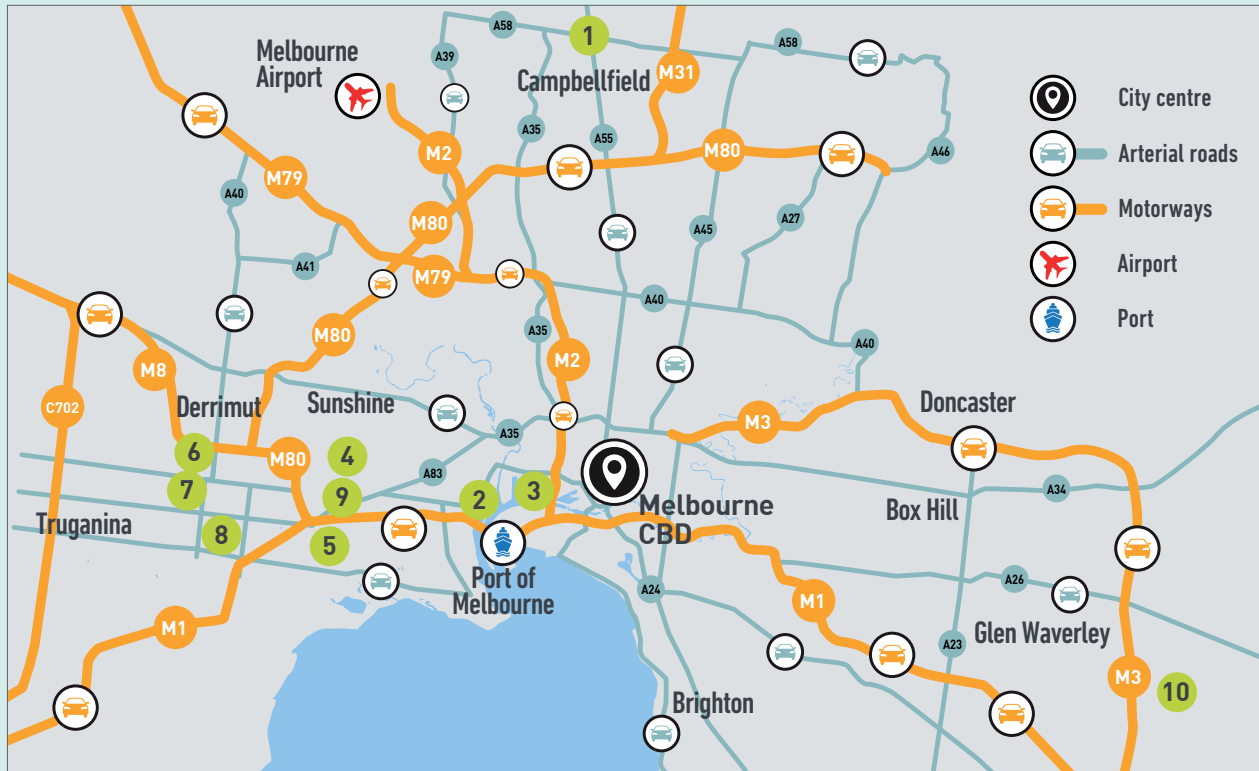 A58
1
A39
A58
Melbourne
Airport
Campbellfield
M31
City centre
A35
A55
M2
M80
A46
Arterial roads
M79
A40
A27
Motorways
M80
A45
A41
M79
Airport
A40
Port
A35
M80
A40
M2
M8
C702
Derrimut
Sunshine
M3
Doncaster
A35
6
M80
4
A83
7
9
2
3
A34
Melbourne
CBD
Box Hill
Truganina
8
5
Port of
Melbourne
A24
A26
M1
M1
Glen Waverley
A23
M3
10
Brighton